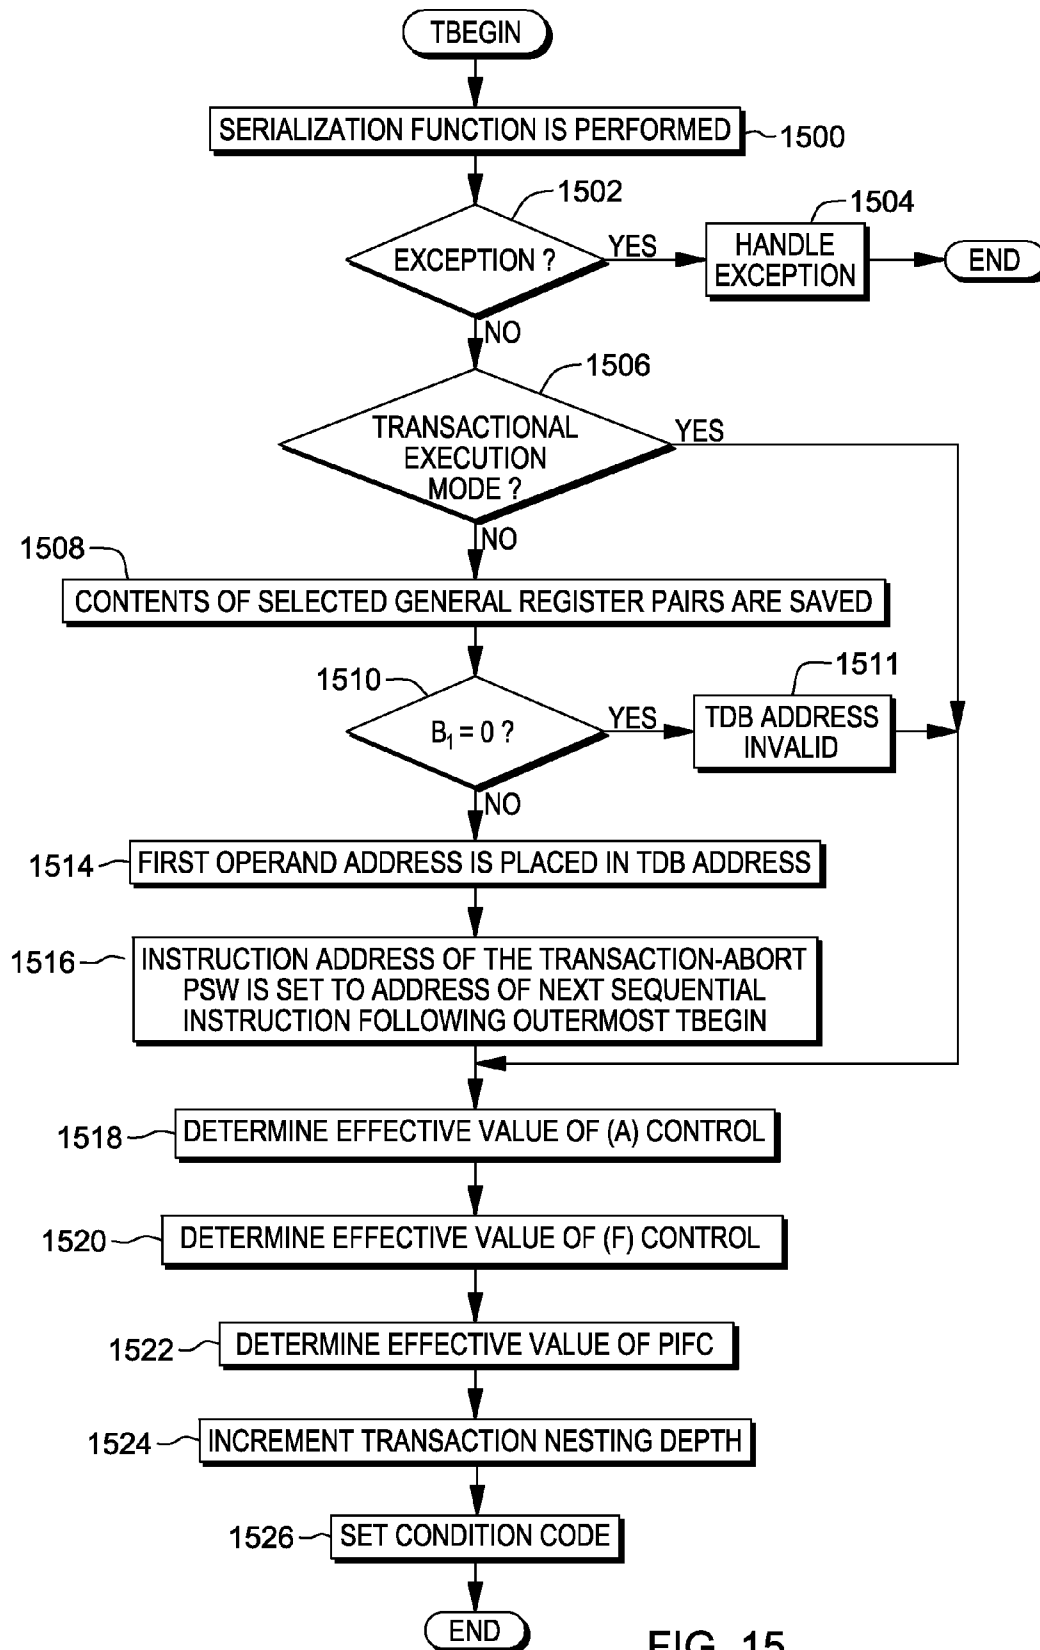 TBEGIN
SERIALIZATION FUNCTION IS PERFORMED
1500
1502
EXCEPTION ?
YES
1504
HANDLE
EXCEPTION
END
NO
1506
TRANSACTIONAL
EXECUTION
MODE ?
YES
NO
1508
CONTENTS OF SELECTED GENERAL REGISTER PAIRS ARE SAVED
1510
B1 = 0 ?
YES
1511
TDB ADDRESS
INVALID
NO
1514
FIRST OPERAND ADDRESS IS PLACED IN TDB ADDRESS
1516
INSTRUCTION ADDRESS OF THE TRANSACTION-ABORT
PSW IS SET TO ADDRESS OF NEXT SEQUENTIAL
INSTRUCTION FOLLOWING OUTERMOST TBEGIN
1518
DETERMINE EFFECTIVE VALUE OF (A) CONTROL
1520
DETERMINE EFFECTIVE VALUE OF (F) CONTROL
1522
DETERMINE EFFECTIVE VALUE OF PIFC
1524
INCREMENT TRANSACTION NESTING DEPTH
1526
SET CONDITION CODE
END
FIG. 15